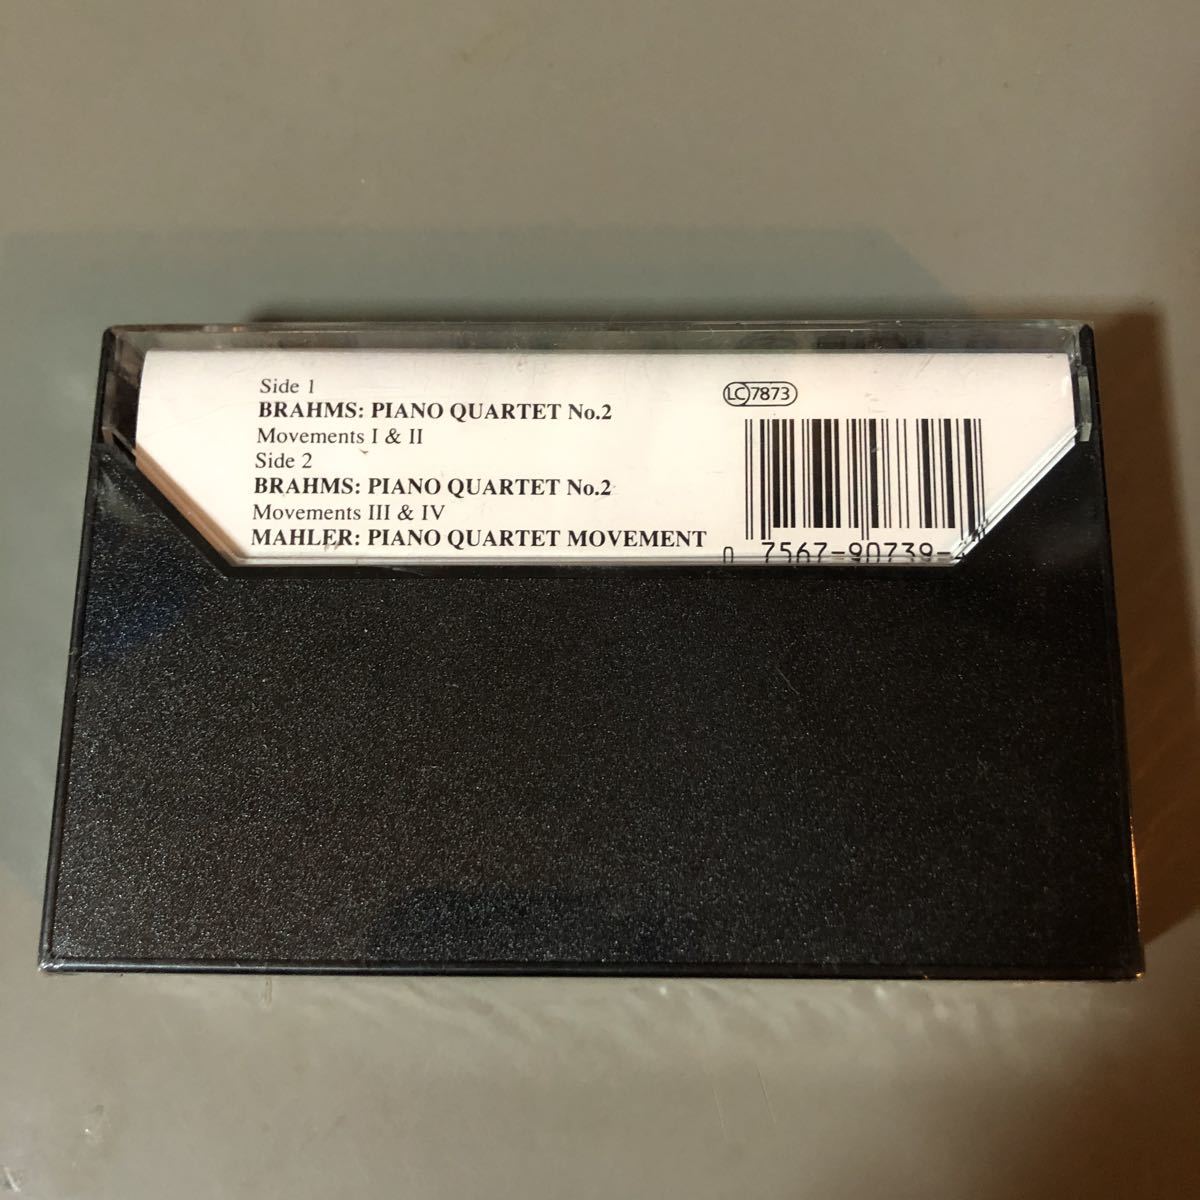 Side 1
BRAHMS: PIANO QUARTET No.2
Movements I & II
Side 2
BRAHMS: PIANO QUARTET No.2
Movements III & IV
MAHLER: PIANO QUARTET MOVEMENT
LC 7873
0 7567-90739-